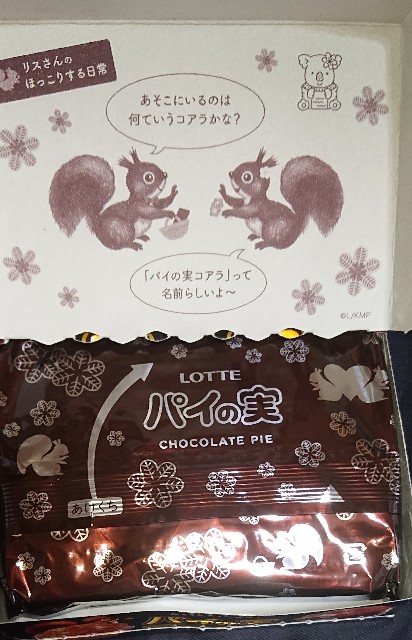 リスさんの
ほっこりする日常
あそこにいるのは
何ていうコアラかな？
「パイの実コアラ」って
名前らしいよ～
©L/KMP
LOTTE
パイの実
CHOCOLATE PIE
あけくち